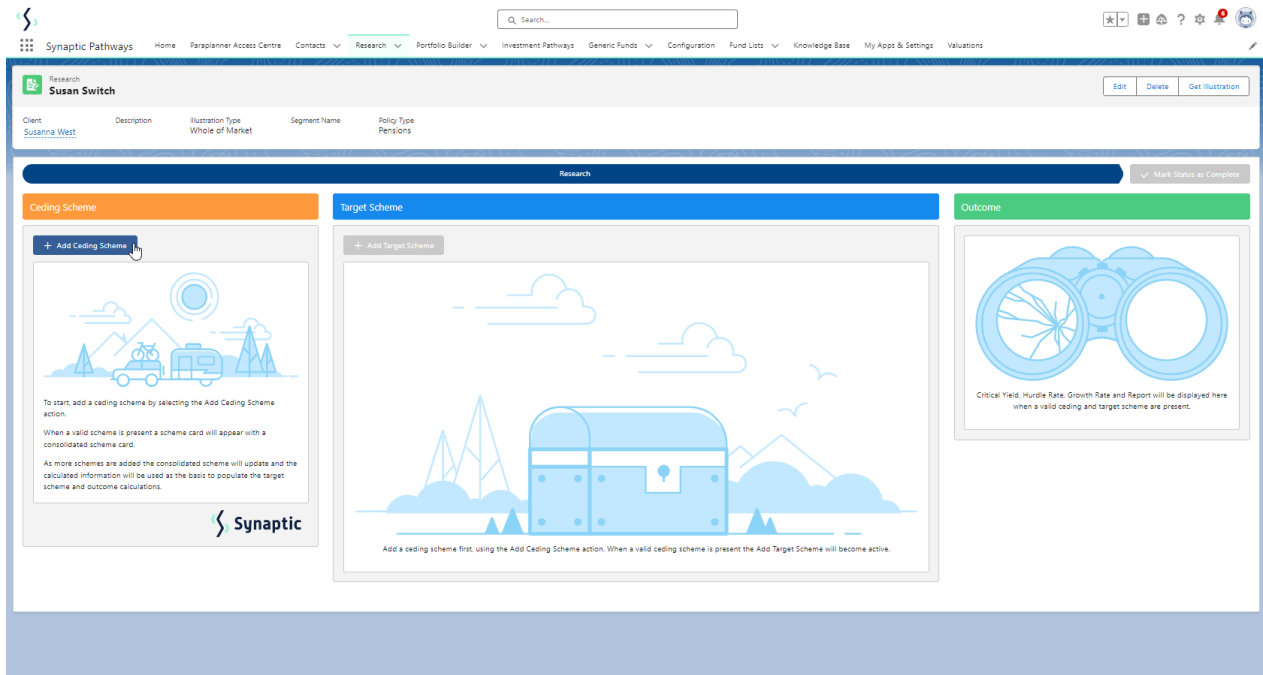 Search...
6
Synaptic Pathways Home Paraplanner Access Centre Contacts Research Portfolio Builder Investment Pathways Generic Funds Configuration Fund Lists Knowledge Base My Apps & Settings Valuations
Research
Susan Switch
Edit Delete Get Illustration
Client Description Illustration Type Segment Name Policy Type
Susanna West Whole of Market Pensions
Research
Mark Status as Complete
Ceding Scheme
Target Scheme
Outcome
+ Add Ceding Scheme
+ Add Target Scheme
To start, add a ceding scheme by selecting the Add Ceding Scheme
action.
When a valid scheme is present a scheme card will appear with a
consolidated scheme card.
As more schemes are added the consolidated scheme will update and the
calculated information will be used as the basis to populate the target
scheme and outcome calculations.
Synaptic
Add a ceding scheme first, using the Add Ceding Scheme action. When a valid ceding scheme is present the Add Target Scheme will become active.
Critical Yield, Hurdle Rate, Growth Rate and Report will be displayed here
when a valid ceding and target scheme are present.